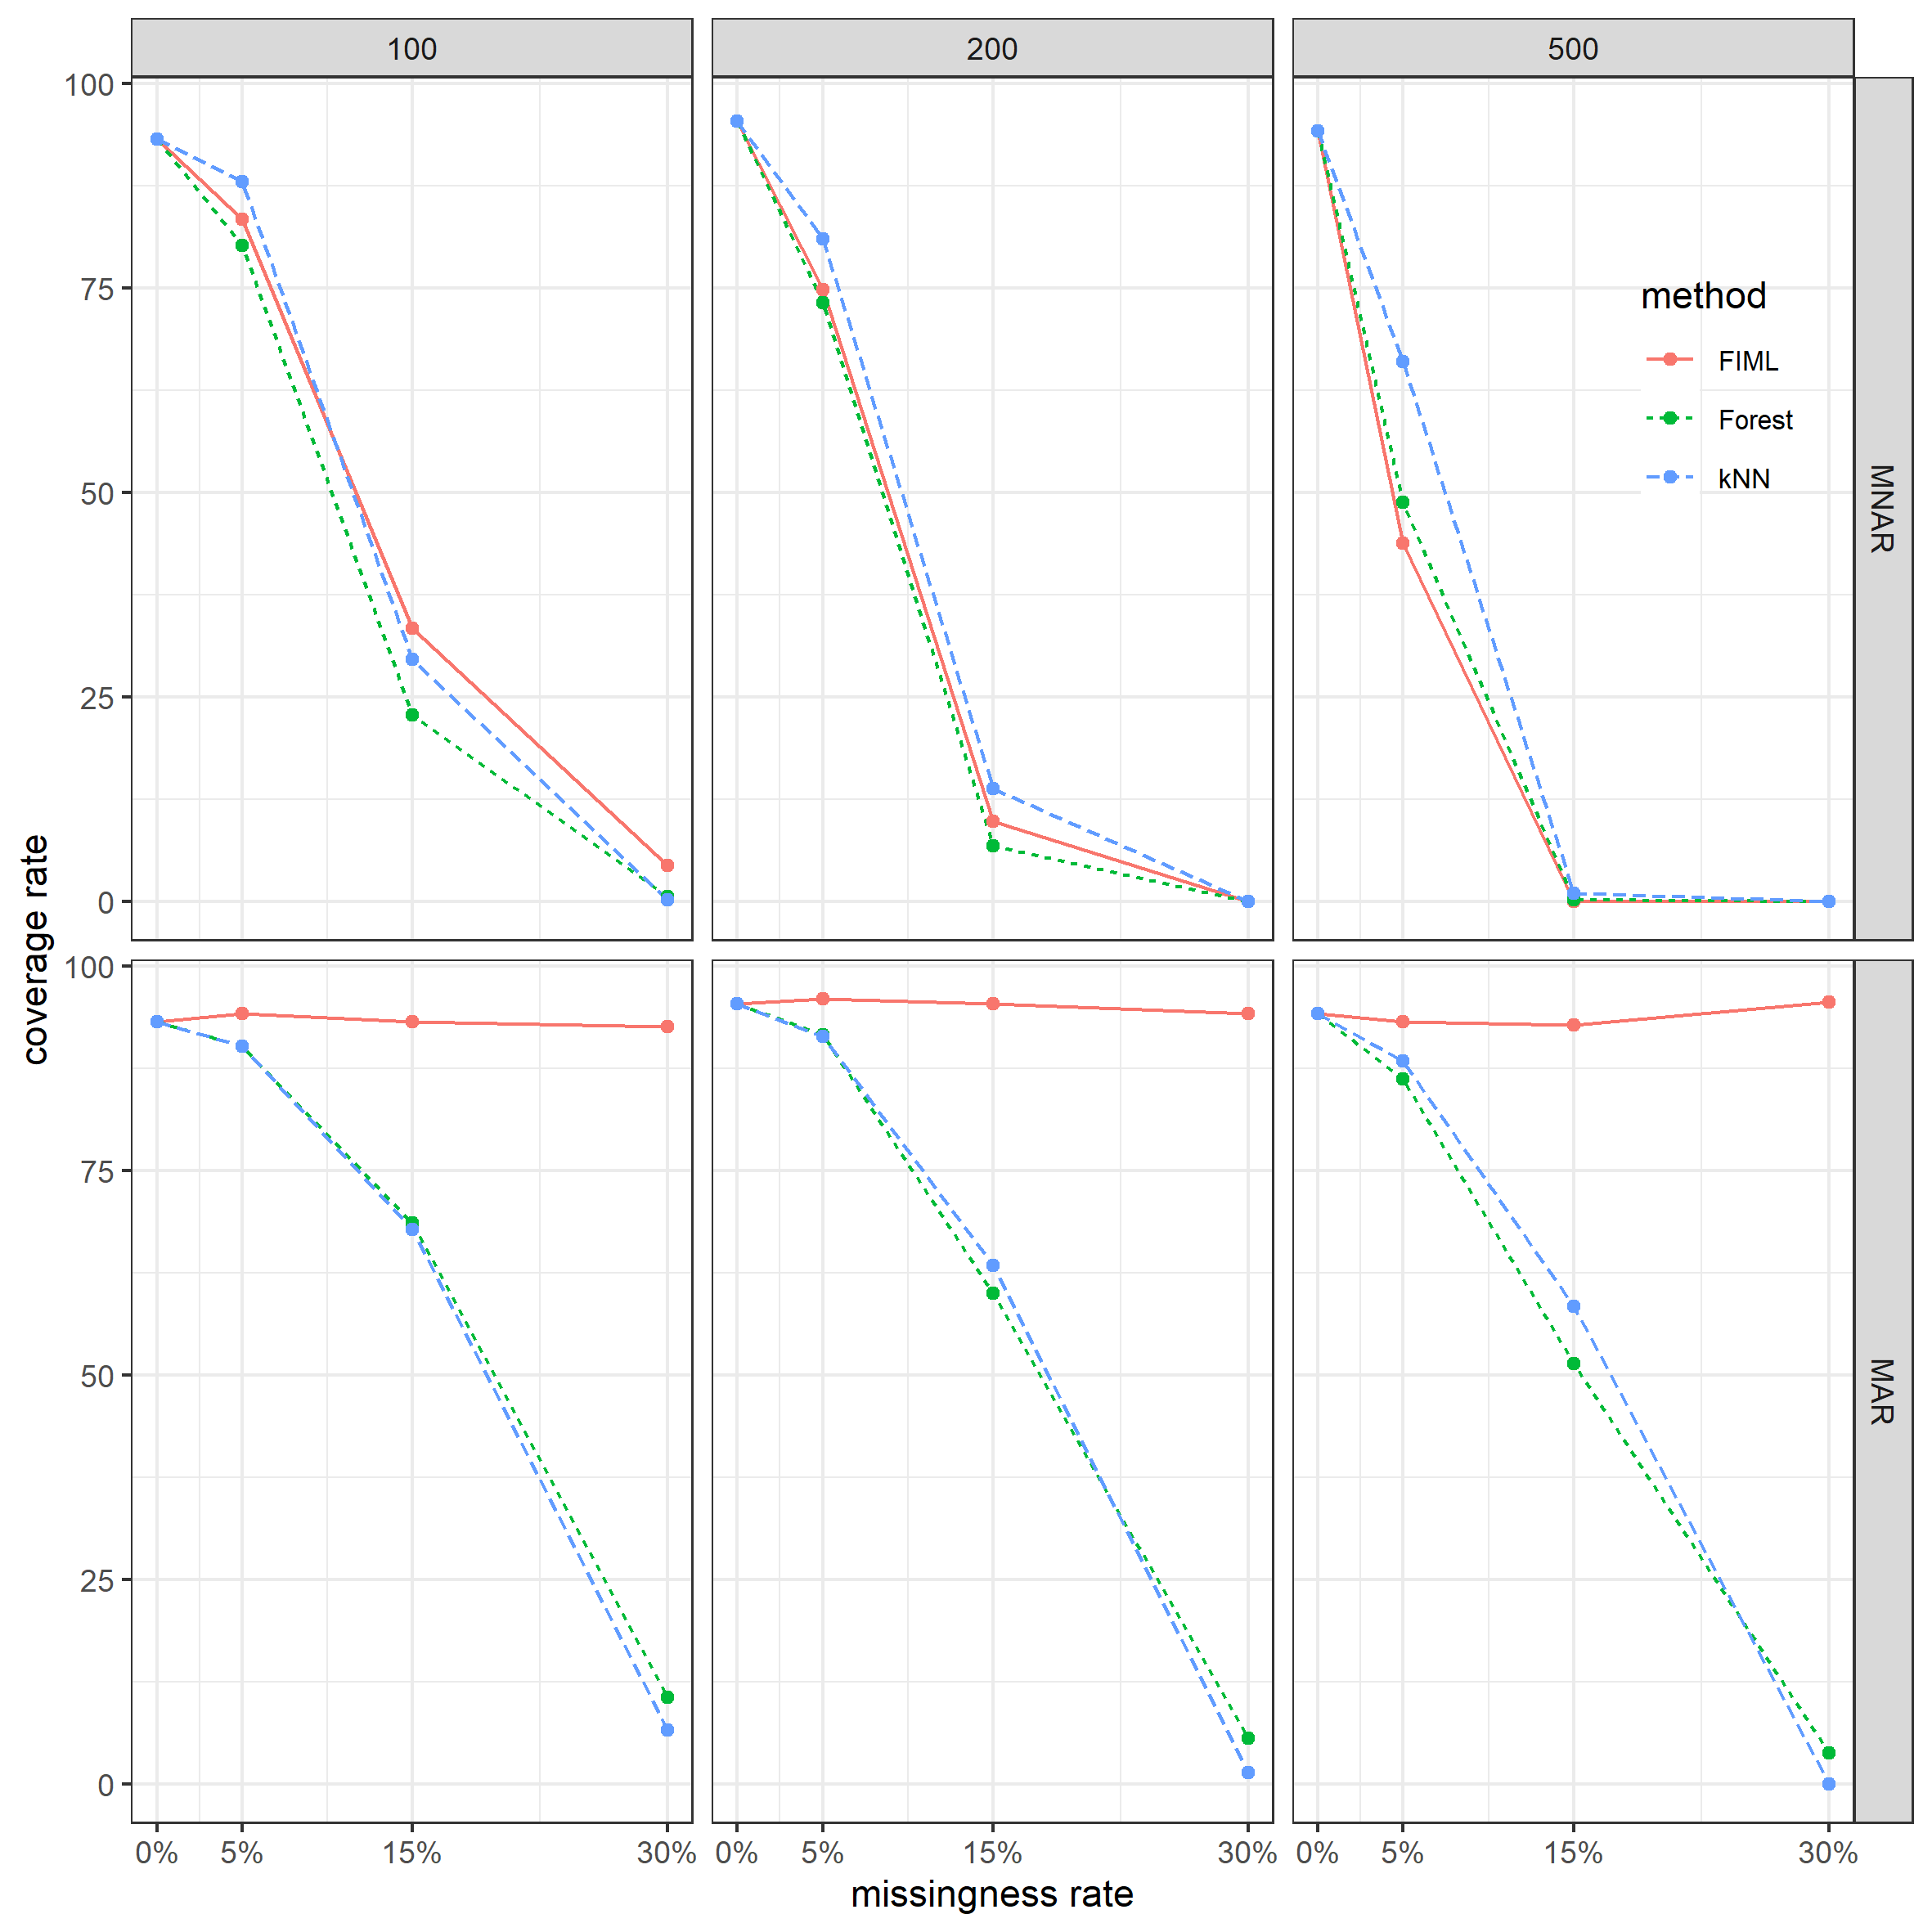 100
200
500
100
75
50
25
0
method
FIML
Forest
kNN
MNAR
coverage rate
100
75
50
25
0
MAR
0% 5% 15% 30% 0% 5% 15% 30% 0% 5% 15% 30%
missingness rate